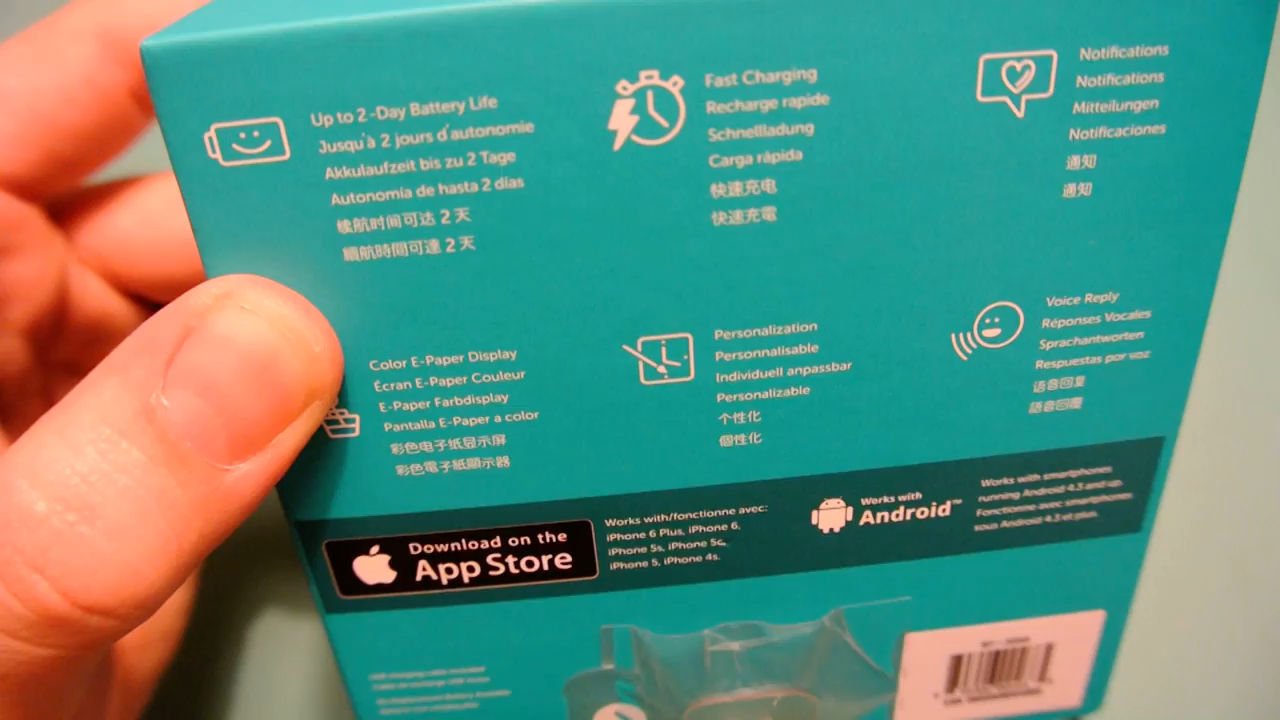 Up to 2-Day Battery Life
Jusqu'à 2 jours d'autonomie
Akkulaufzeit bis zu 2 Tage
Autonomía de hasta 2 días
续航时间可达 2 天
續航時間可達 2 天
Fast Charging
Recharge rapide
Schnellladung
Carga rápida
快速充电
快速充電
Notifications
Notifications
Mitteilungen
Notificaciones
通知
通知
Color E-Paper Display
Écran E-Paper Couleur
E-Paper Farbdisplay
Pantalla E-Paper a color
彩色电子纸显示屏
彩色電子紙顯示器
Personalization
Personnalisable
Individuell anpassbar
Personalizable
个性化
個性化
Voice Reply
Réponses Vocales
Sprachantworten
Respuestas por voz
语音回复
語音回覆
Download on the
App Store
Works with/fonctionne avec:
iPhone 6 Plus, iPhone 6,
iPhone 5s, iPhone 5c,
iPhone 5, iPhone 4s.
Works with
Android™
Works with smartphones
running Android 4.3 and up.
Fonctionne avec smartphones
sous Android 4.3 et plus.